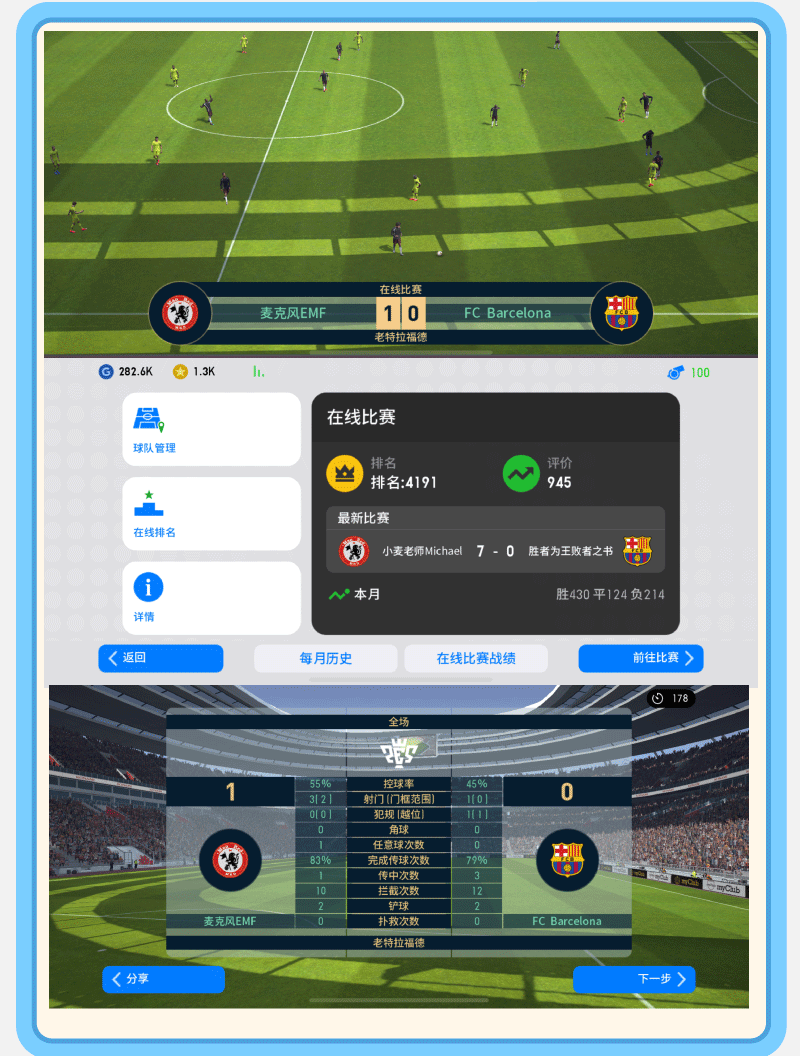 在线比赛
麦克风EMF 1 0 FC Barcelona
老特拉福德
282.6K 1.3K 100
球队管理
在线排名
详情
在线比赛
排名
排名:4191
评价
945
最新比赛
小麦老师Michael 7 - 0 胜者为王败者之书
本月 胜430 平124 负214
返回 每月历史 在线比赛战绩 前往比赛
178
全场
1 0
55% 控球率 45%
3(2) 射门(门框范围) 1(0)
0(0) 犯规(越位) 1(1)
0 角球 0
1 任意球次数 0
83% 完成传球次数 79%
1 传中次数 3
10 拦截次数 12
2 铲球 2
0 扑救次数 0
麦克风EMF FC Barcelona
老特拉福德
myClub myClub myClub
分享 下一步